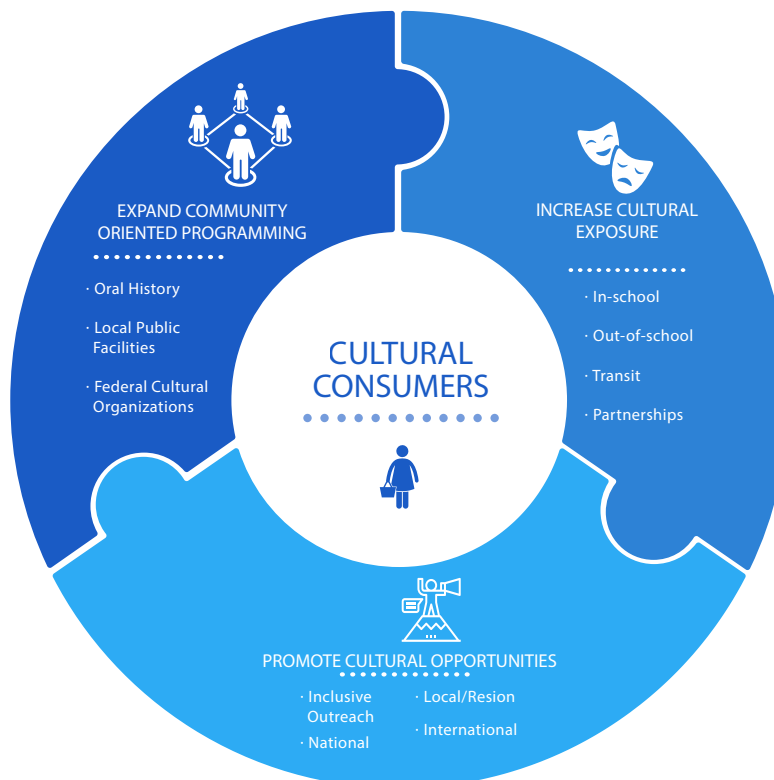 EXPAND COMMUNITY
ORIENTED PROGRAMMING
· Oral History
· Local Public
Facilities
· Federal Cultural
Organizations
INCREASE CULTURAL
EXPOSURE
· In-school
· Out-of-school
· Transit
· Partnerships
CULTURAL
CONSUMERS
PROMOTE CULTURAL OPPORTUNITIES
· Inclusive
Outreach
· National
· Local/Resion
· International